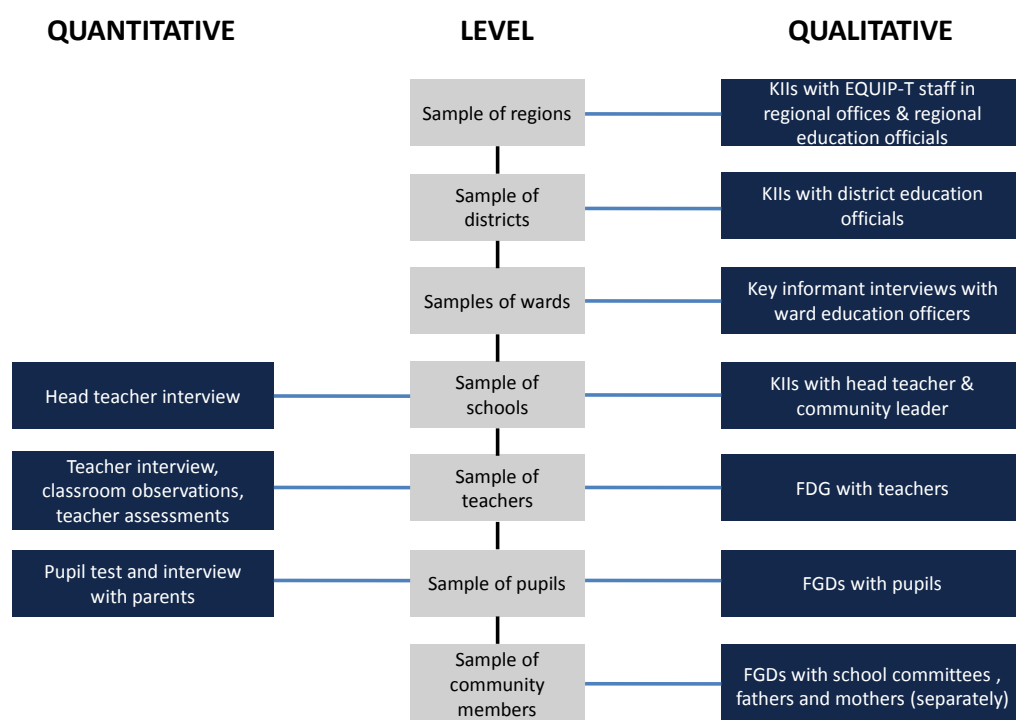 QUANTITATIVE
LEVEL
QUALITATIVE
Sample of regions
KIIs with EQUIP-T staff in
regional offices & regional
education officials
Sample of
districts
KIIs with district education
officials
Samples of wards
Key informant interviews with
ward education officers
Head teacher interview
Sample of
schools
KIIs with head teacher &
community leader
Teacher interview,
classroom observations,
teacher assessments
Sample of
teachers
FDG with teachers
Pupil test and interview
with parents
Sample of pupils
FGDs with pupils
Sample of
community
members
FGDs with school committees ,
fathers and mothers (separately)